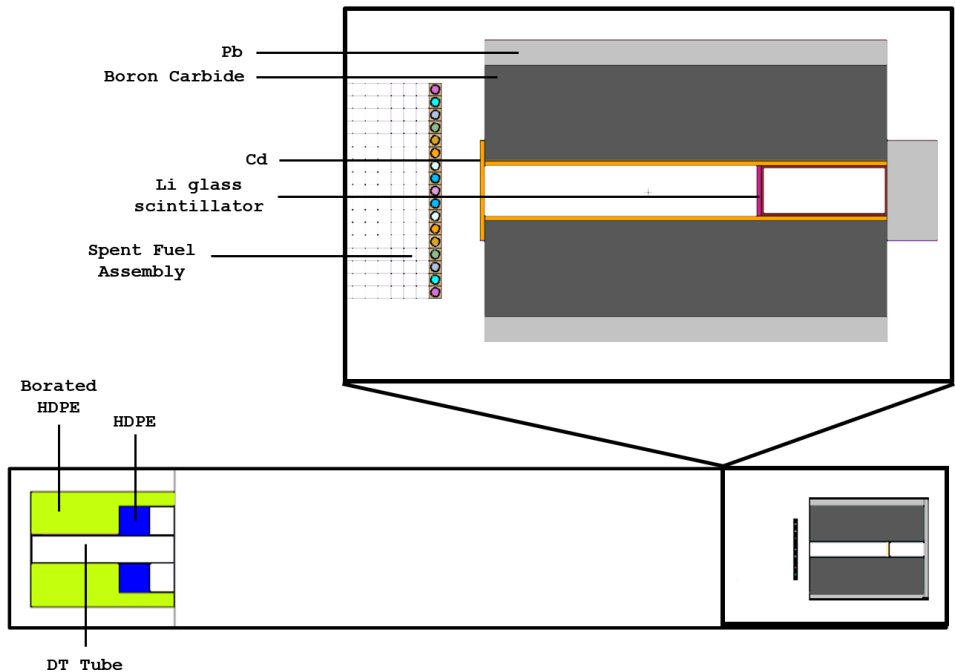 Pb
Boron Carbide
Cd
Li glass
scintillator
Spent Fuel
Assembly
Borated
HDPE
HDPE
DT Tube